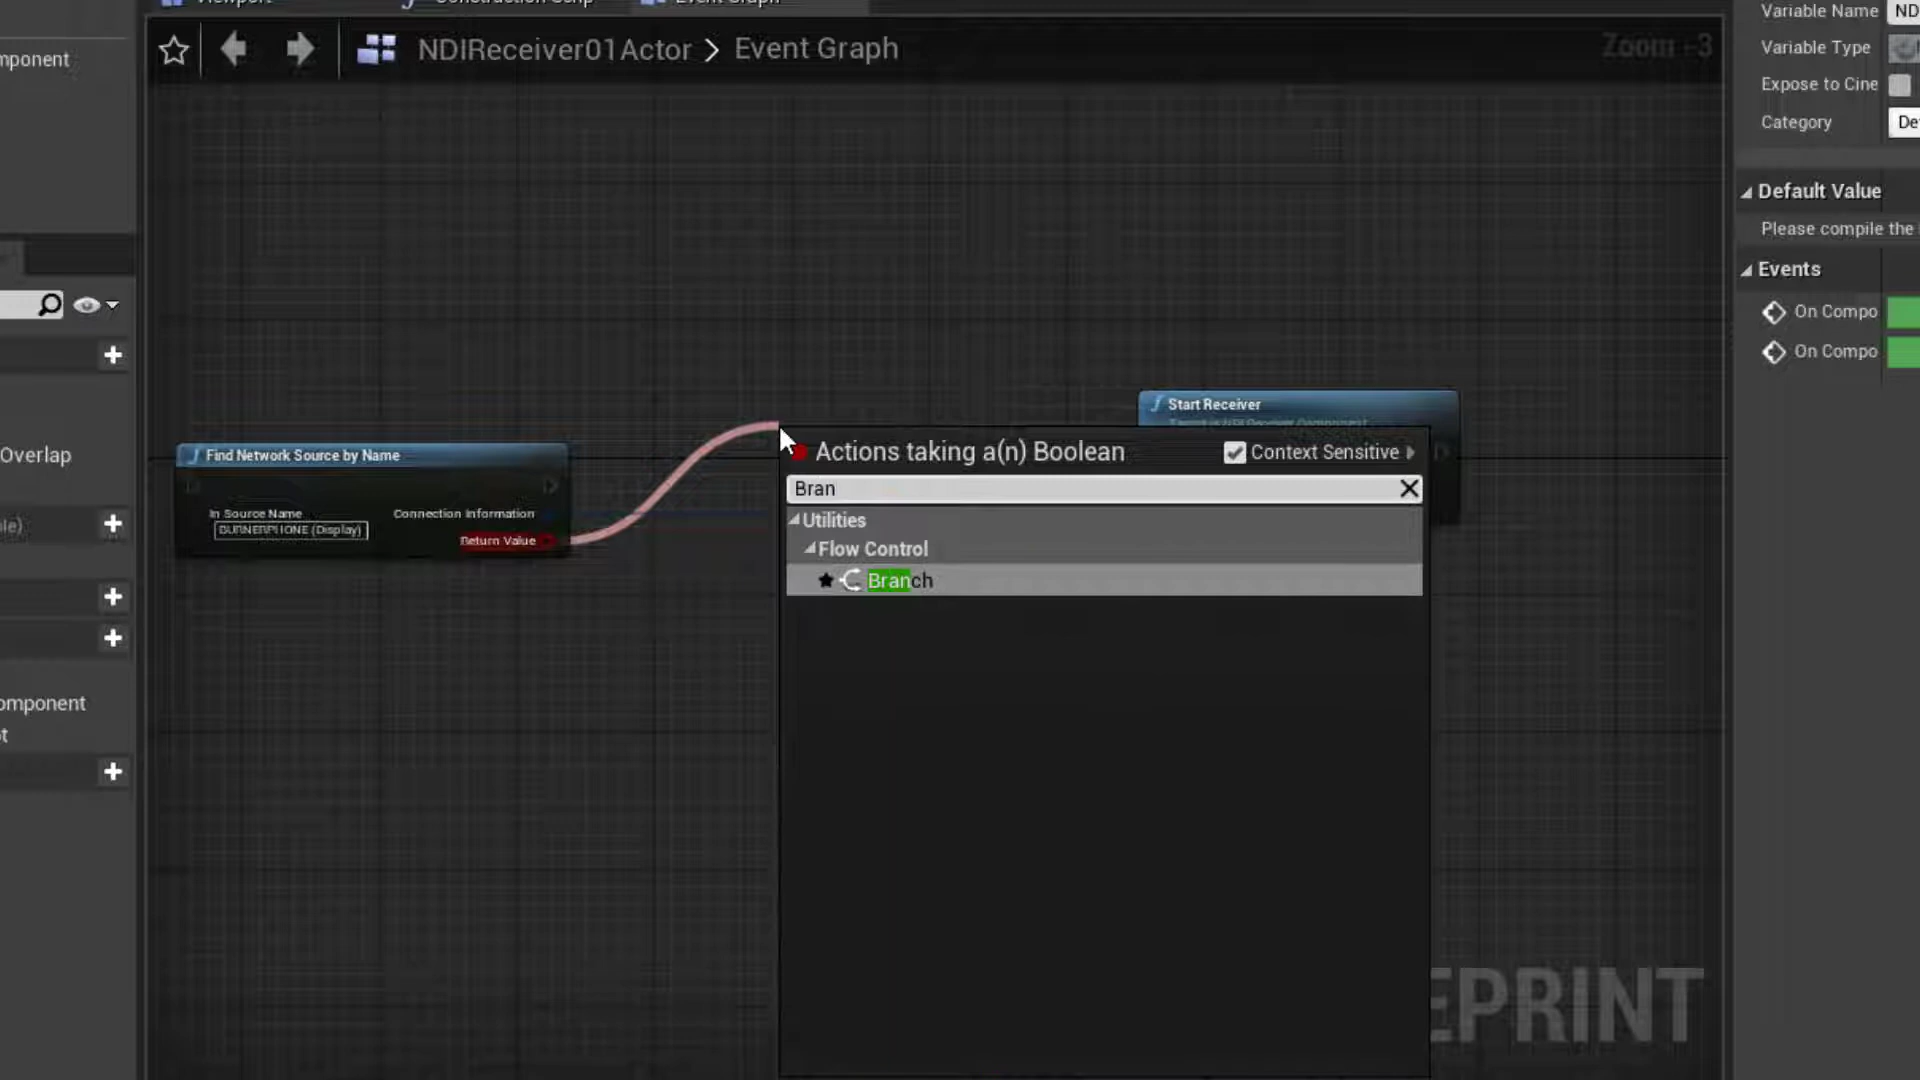 NDIReceiver01Actor > Event Graph
Zoom -3
Variable Name
ND
Variable Type
Expose to Cine
Category
De
Default Value
Please compile the
Events
On Compo
On Compo
mponent
Overlap
omponent
Find Network Source by Name
In Source Name
BURNERPHONE (Display)
Connection Information
Return Value
Start Receiver
Actions taking a(n) Boolean
Context Sensitive
Bran
Utilities
Flow Control
Branch
EPRINT